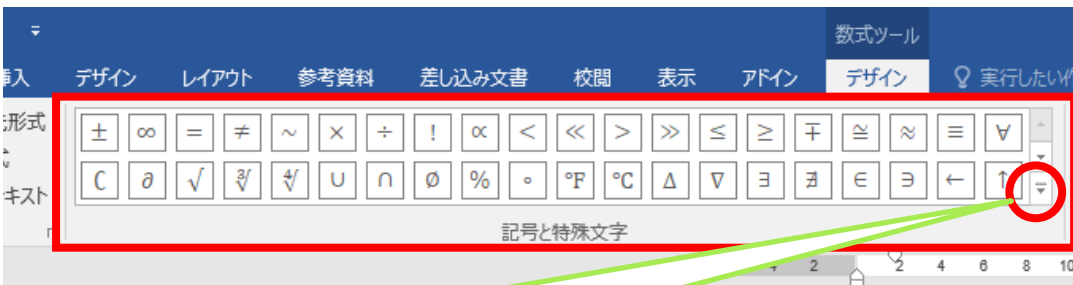 数式ツール
挿入 デザイン レイアウト 参考資料 差し込み文書 校閲 表示 アドイン デザイン 実行したい
形式 ± ∞ = ≠ ~ × ÷ ! ∝ < ≪ > ≫ ≤ ≥ ∓ ≅ ≈ ≡ ∀
式
テキスト ∁ ∂ √ ∛ ∜ ∪ ∩ ∅ % ° °F °C ∆ ∇ ∃ ∄ ∈ ∋ ← ↑
記号と特殊文字
2 2 4 6 8 10